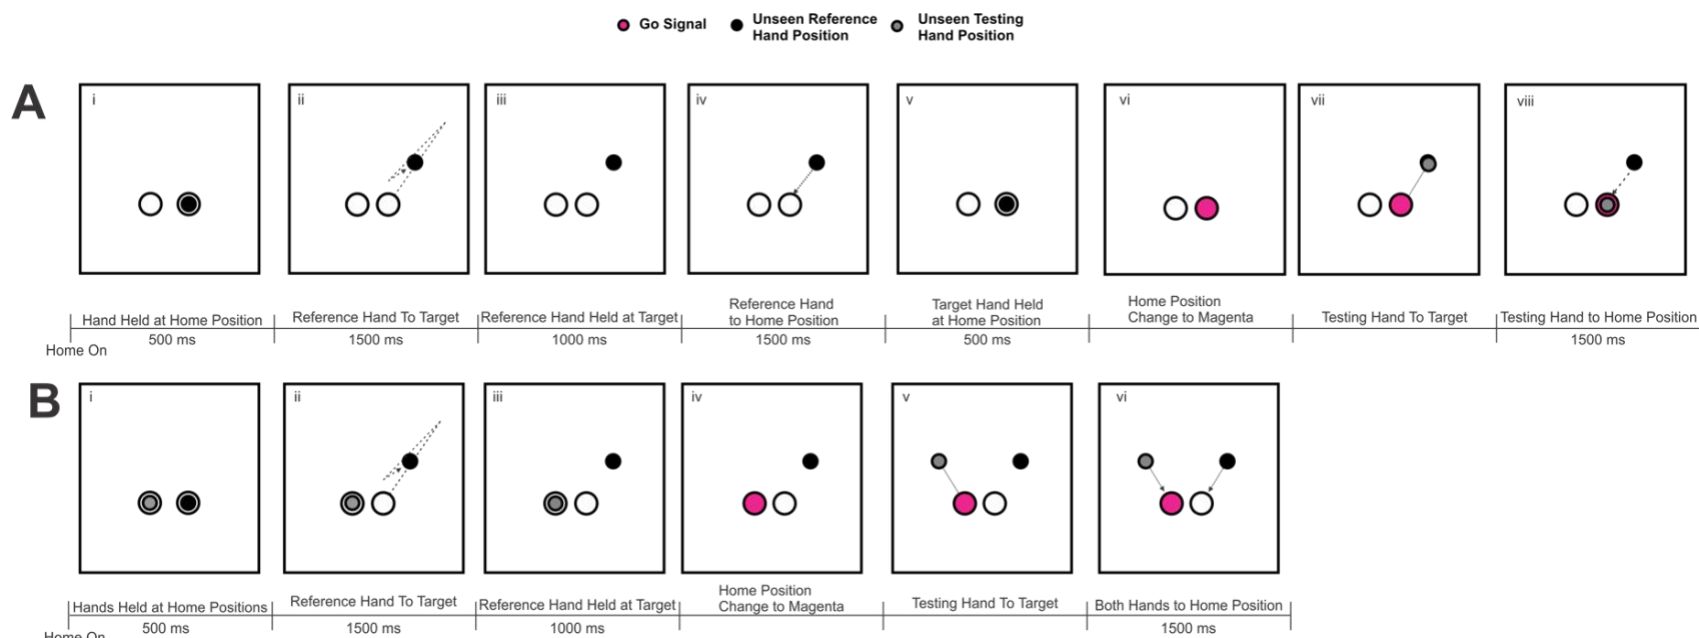 Go Signal
Unseen Reference
Hand Position
Unseen Testing
Hand Position
A
i
ii
iii
iv
v
vi
vii
viii
Hand Held at Home Position
Reference Hand To Target
Reference Hand Held at Target
Reference Hand
to Home Position
Target Hand Held
at Home Position
Home Position
Change to Magenta
Testing Hand To Target
Testing Hand to Home Position
Home On
500 ms
1500 ms
1000 ms
1500 ms
500 ms
1500 ms
B
i
ii
iii
iv
v
vi
Hands Held at Home Positions
Reference Hand To Target
Reference Hand Held at Target
Home Position
Change to Magenta
Testing Hand To Target
Both Hands to Home Position
Home On
500 ms
1500 ms
1000 ms
1500 ms